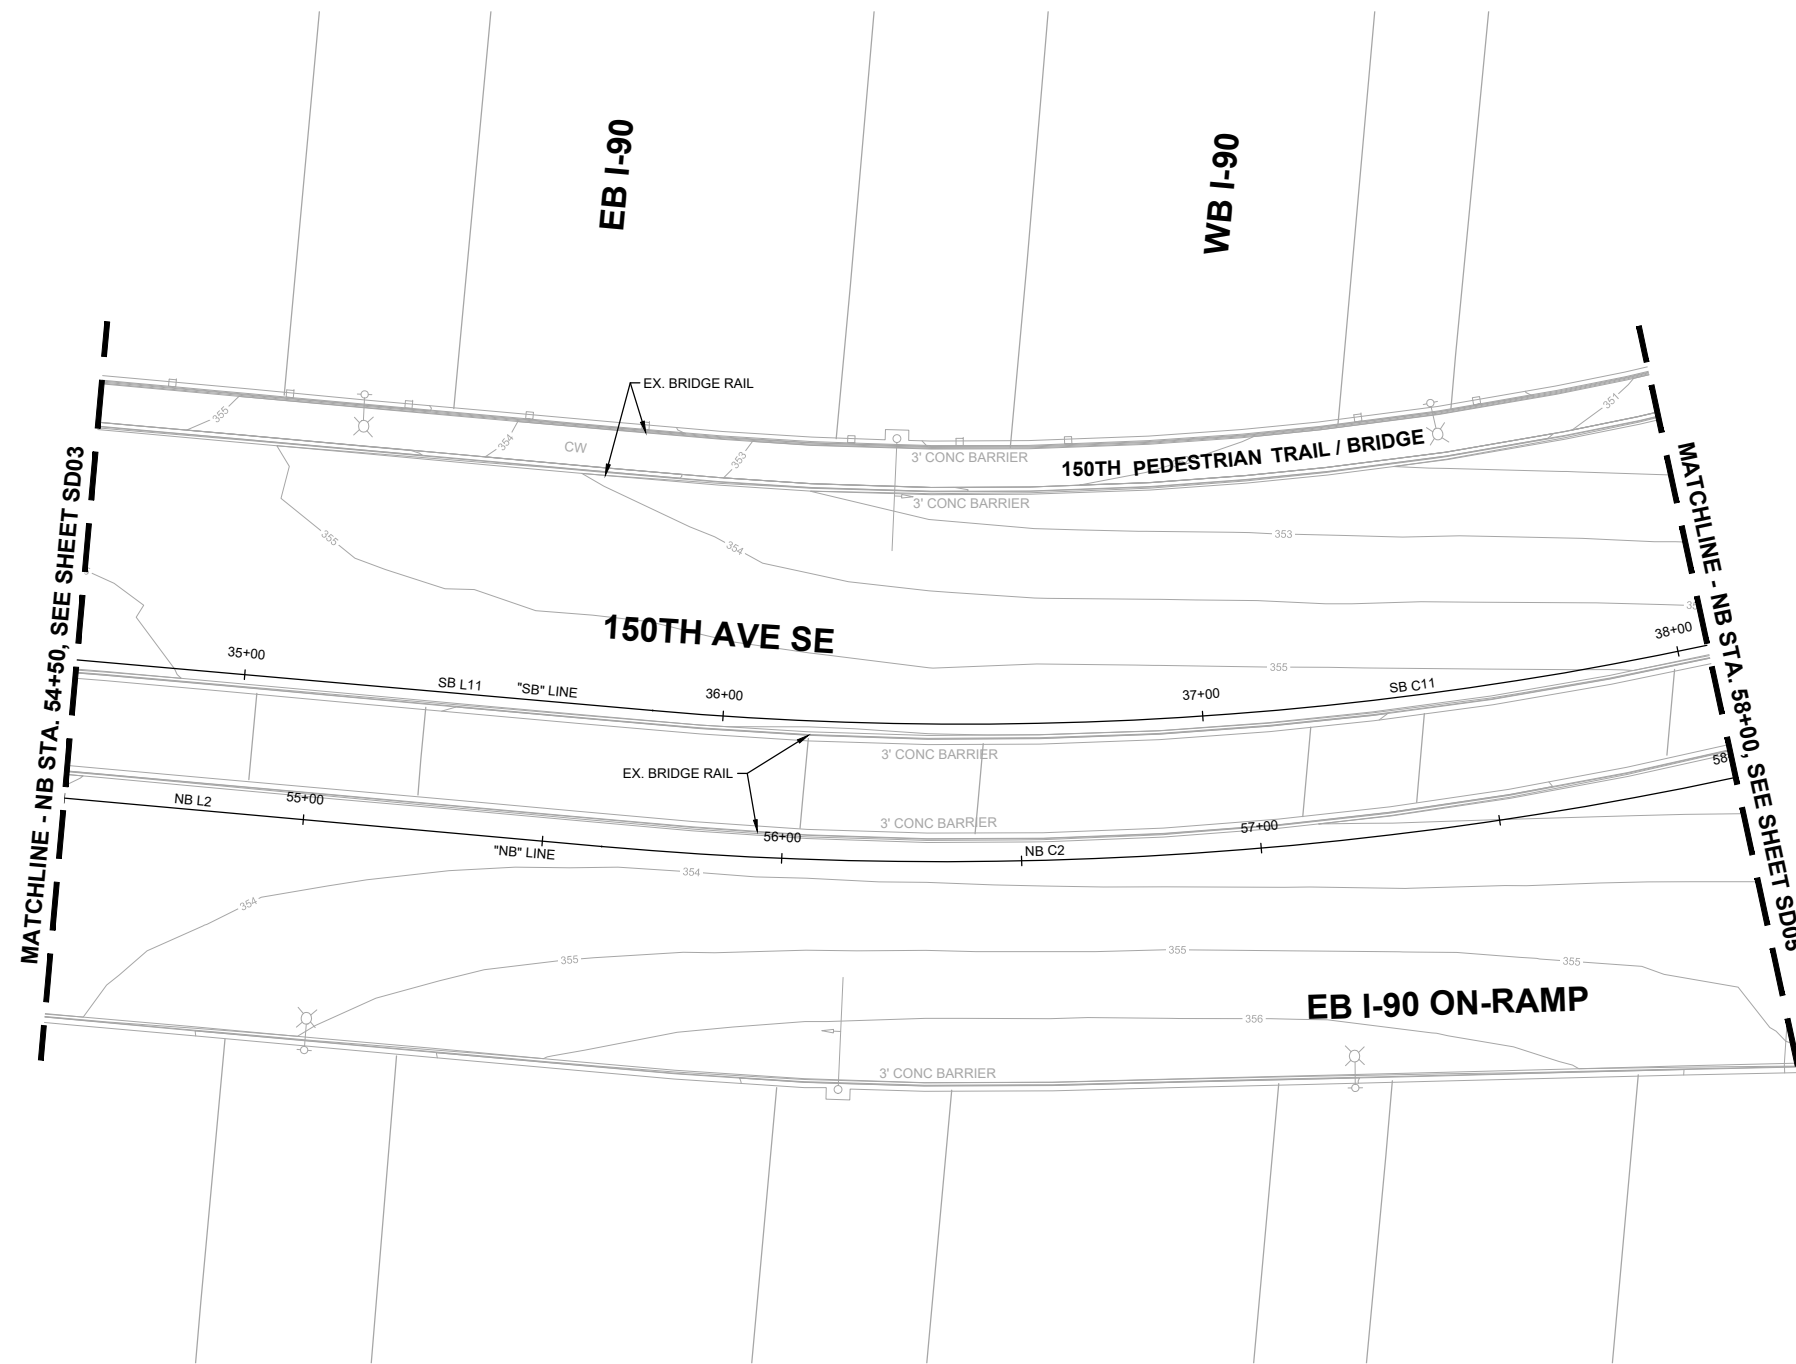 EB I-90
WB I-90
EX. BRIDGE RAIL
355
354
CW
353
3' CONC BARRIER
150TH PEDESTRIAN TRAIL / BRIDGE
351
3' CONC BARRIER
355
354
353
MATCHLINE - NB STA. 54+50, SEE SHEET SD03
MATCHLINE - NB STA. 58+00, SEE SHEET SD05
150TH AVE SE
35+00
SB L11
"SB" LINE
36+00
37+00
SB C11
355
38+00
3' CONC BARRIER
EX. BRIDGE RAIL
58
NB L2
55+00
3' CONC BARRIER
56+00
57+00
"NB" LINE
NB C2
354
354
355
355
355
EB I-90 ON-RAMP
356
3' CONC BARRIER